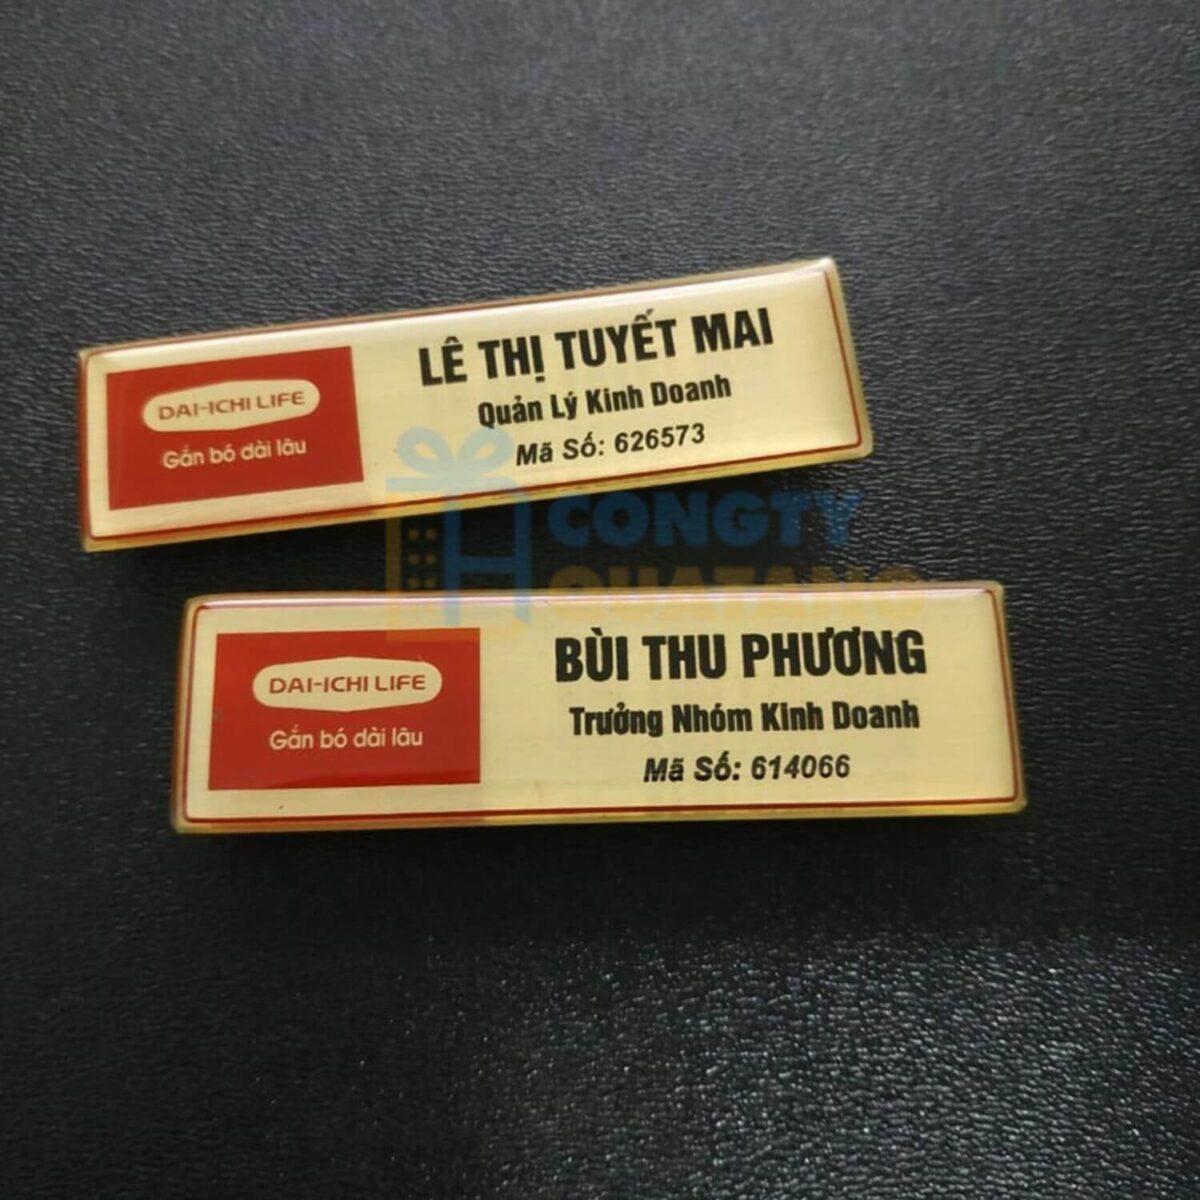 LÊ THỊ TUYẾT MAI
DAI-ICHI LIFE
Quản Lý Kinh Doanh
Gắn bó dài lâu
Mã Số: 626573
CONGTY
QUATANG
BÙI THU PHƯƠNG
DAI-ICHI LIFE
Trưởng Nhóm Kinh Doanh
Gắn bó dài lâu
Mã Số: 614066